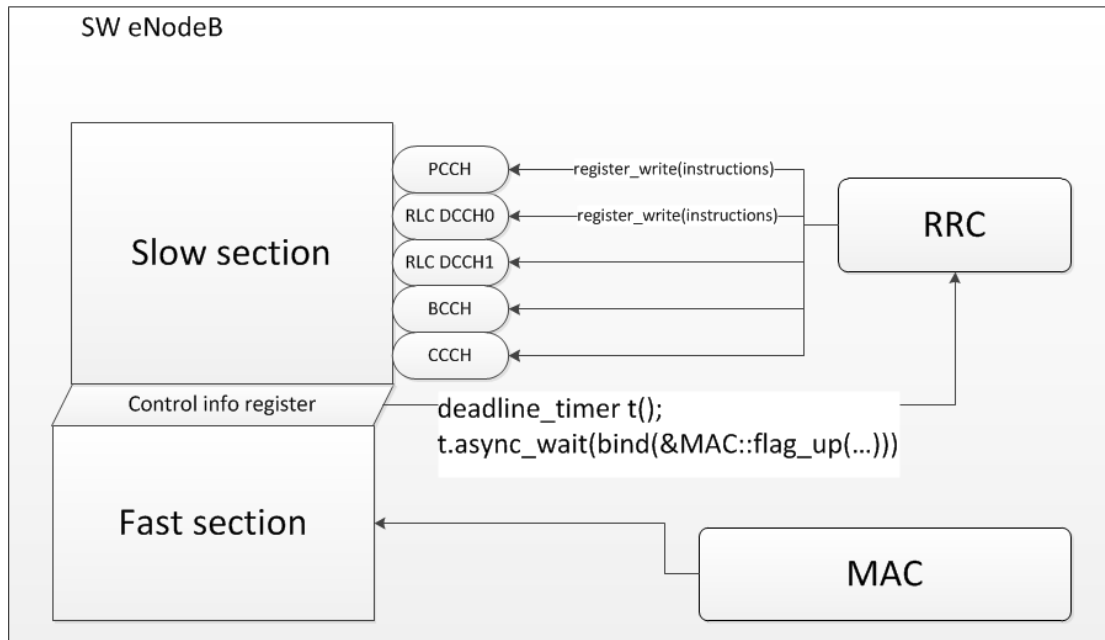 SW eNodeB
PCCH
register_write(instructions)
RLC DCCH0
register_write(instructions)
RRC
Slow section
RLC DCCH1
BCCH
CCCH
Control info register
deadline_timer t();
t.async_wait(bind(&MAC::flag_up(...)))
Fast section
MAC